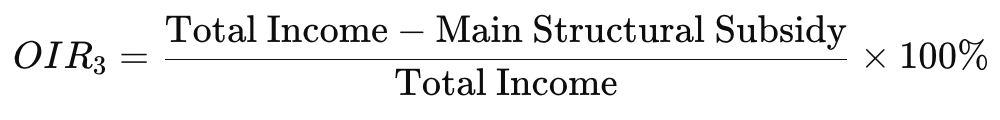 OIR₃ = Total Income − Main Structural Subsidy / Total Income × 100%